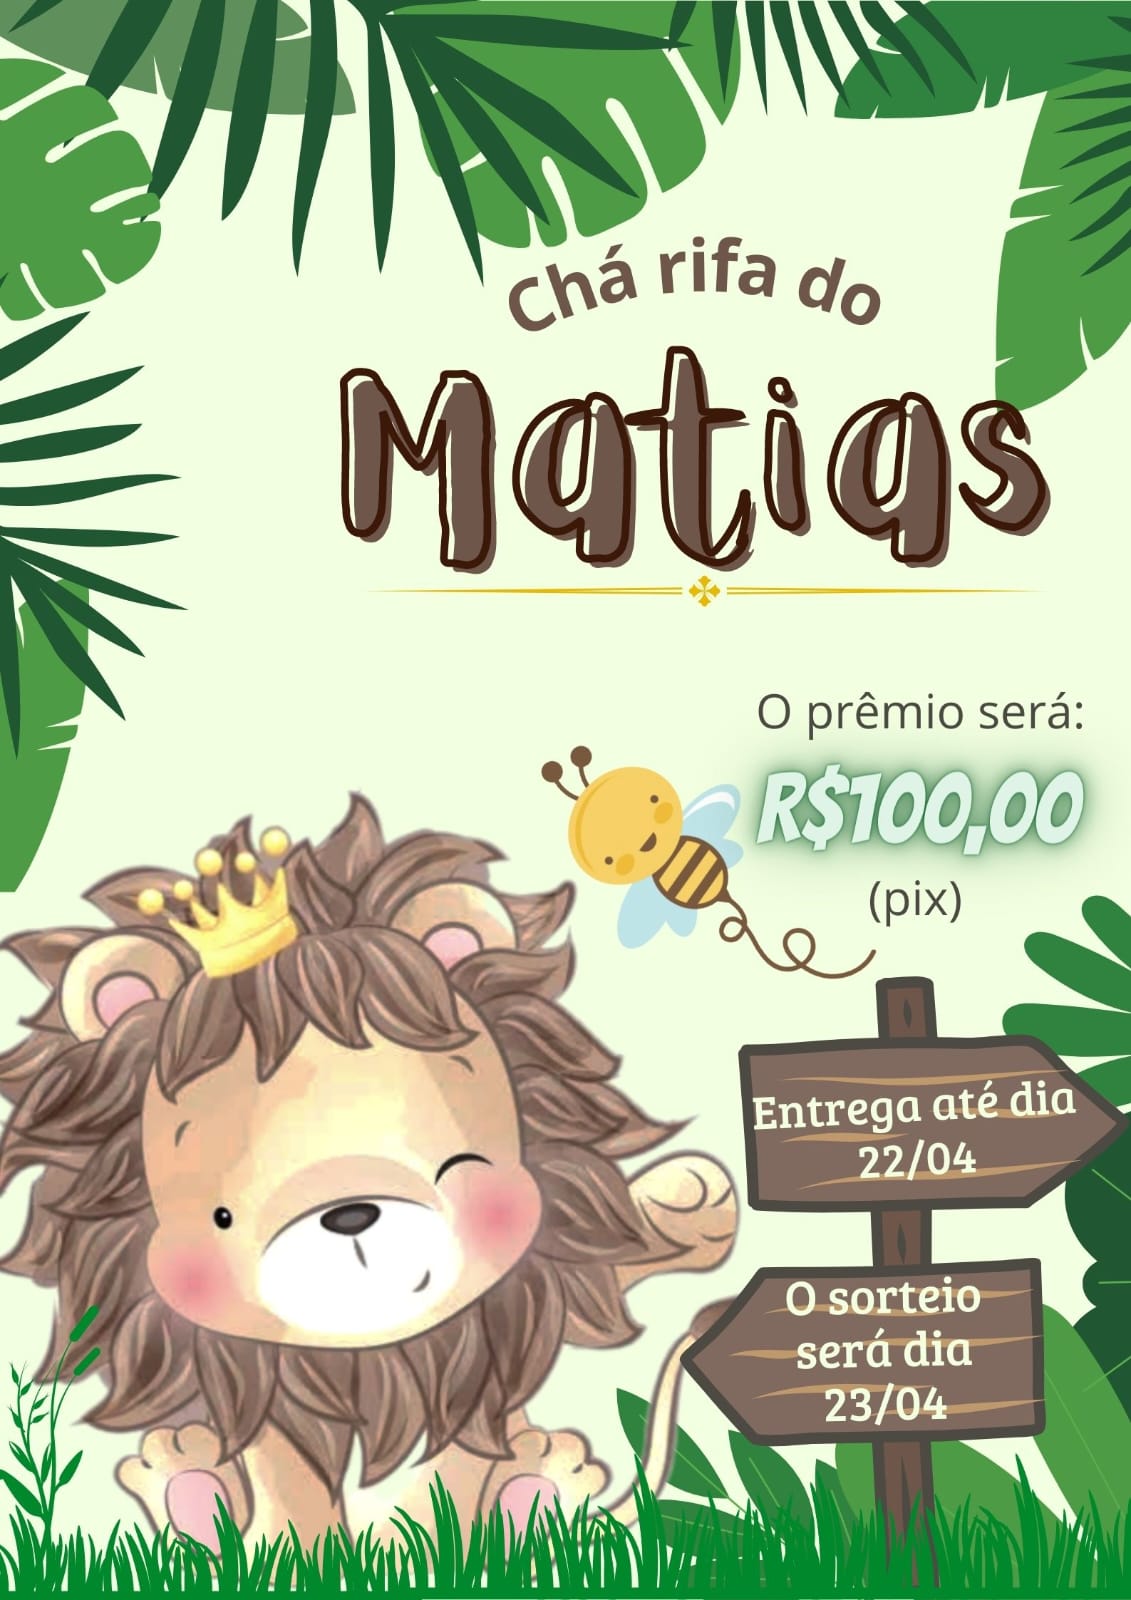 Chá rifa do
Matias
O prêmio será:
R$100,00
(pix)
Entrega até dia
22/04
O sorteio
será dia
23/04